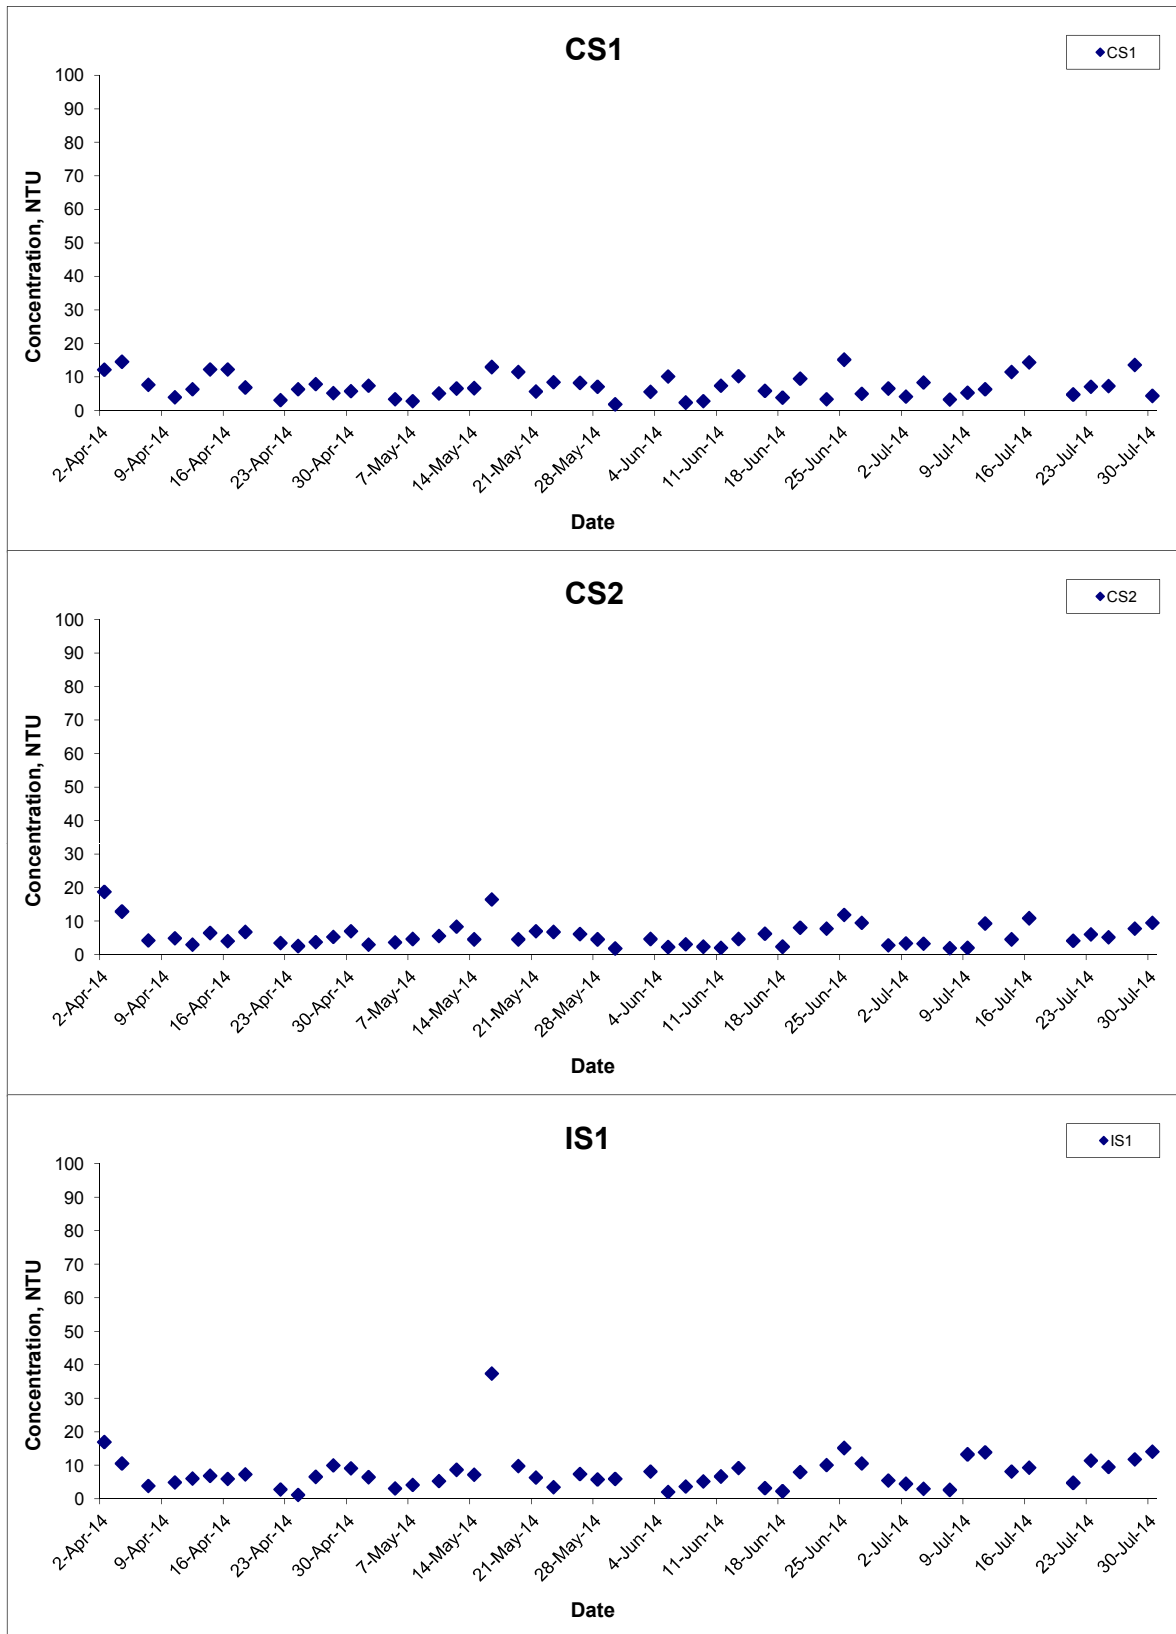 CS1
CS1
100
90
80
70
60
50
40
30
20
10
0
Concentration, NTU
2-Apr-14
9-Apr-14
16-Apr-14
23-Apr-14
30-Apr-14
7-May-14
14-May-14
21-May-14
28-May-14
4-Jun-14
11-Jun-14
18-Jun-14
25-Jun-14
2-Jul-14
9-Jul-14
16-Jul-14
23-Jul-14
30-Jul-14
Date
CS2
CS2
100
90
80
70
60
50
40
30
20
10
0
Concentration, NTU
2-Apr-14
9-Apr-14
16-Apr-14
23-Apr-14
30-Apr-14
7-May-14
14-May-14
21-May-14
28-May-14
4-Jun-14
11-Jun-14
18-Jun-14
25-Jun-14
2-Jul-14
9-Jul-14
16-Jul-14
23-Jul-14
30-Jul-14
Date
IS1
IS1
100
90
80
70
60
50
40
30
20
10
0
Concentration, NTU
2-Apr-14
9-Apr-14
16-Apr-14
23-Apr-14
30-Apr-14
7-May-14
14-May-14
21-May-14
28-May-14
4-Jun-14
11-Jun-14
18-Jun-14
25-Jun-14
2-Jul-14
9-Jul-14
16-Jul-14
23-Jul-14
30-Jul-14
Date